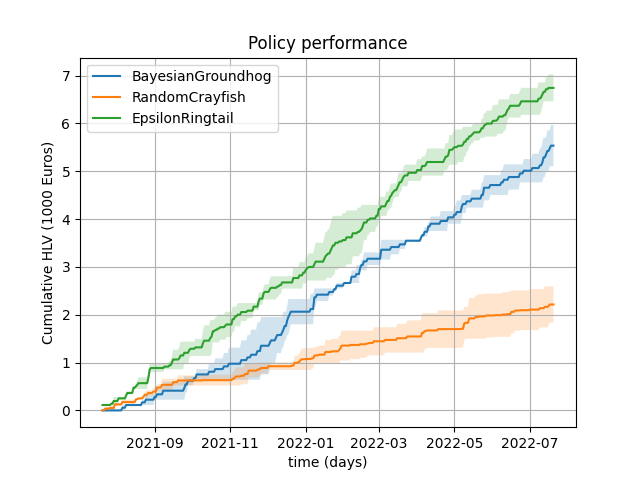 Policy performance
BayesianGroundhog
RandomCrayfish
EpsilonRingtail
Cumulative HLV (1000 Euros)
7
6
5
4
3
2
1
0
2021-09 2021-11 2022-01 2022-03 2022-05 2022-07
time (days)